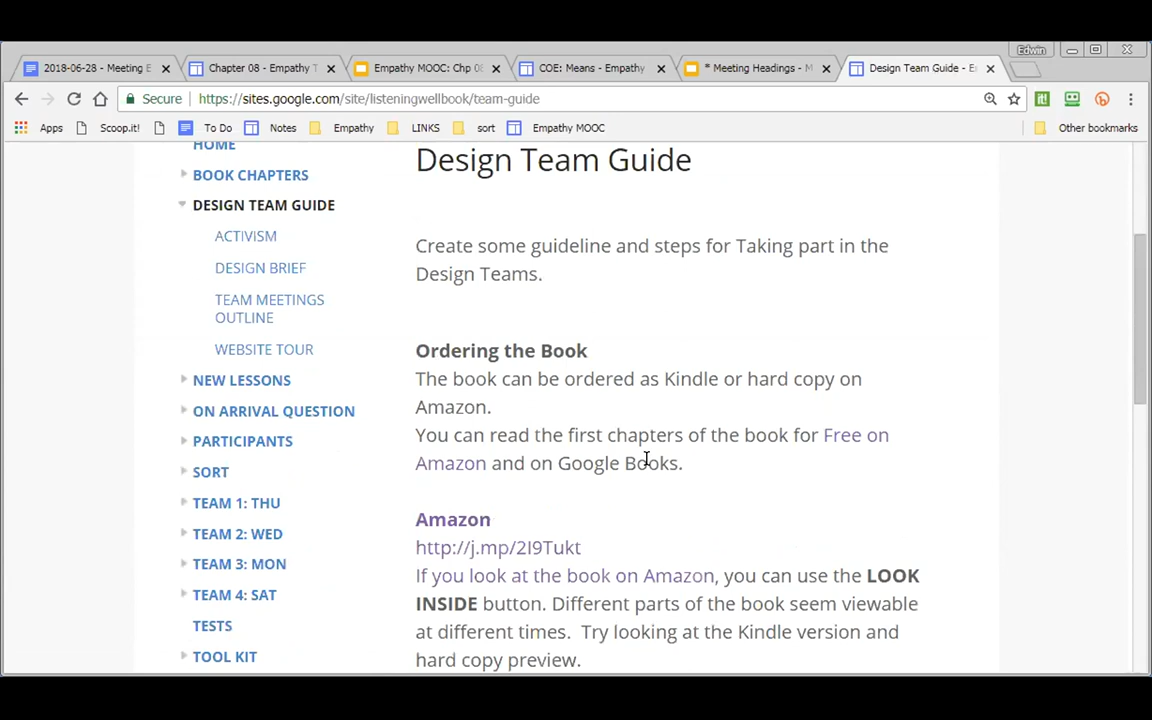 Edwin
2018-06-28 - Meeting E
Chapter 08 - Empathy T
Empathy MOOC: Chp 08
COE: Means - Empathy
* Meeting Headings - M
Design Team Guide - E
Secure
https://sites.google.com/site/listeningwellbook/team-guide
Apps
Scoop.it!
To Do
Notes
Empathy
LINKS
sort
Empathy MOOC
Other bookmarks
HOME
BOOK CHAPTERS
DESIGN TEAM GUIDE
ACTIVISM
DESIGN BRIEF
TEAM MEETINGS
OUTLINE
WEBSITE TOUR
NEW LESSONS
ON ARRIVAL QUESTION
PARTICIPANTS
SORT
TEAM 1: THU
TEAM 2: WED
TEAM 3: MON
TEAM 4: SAT
TESTS
TOOL KIT
Design Team Guide
Create some guideline and steps for Taking part in the
Design Teams.
Ordering the Book
The book can be ordered as Kindle or hard copy on
Amazon.
You can read the first chapters of the book for Free on
Amazon and on Google Books.
Amazon
http://j.mp/2I9Tukt
If you look at the book on Amazon, you can use the LOOK
INSIDE button. Different parts of the book seem viewable
at different times. Try looking at the Kindle version and
hard copy preview.